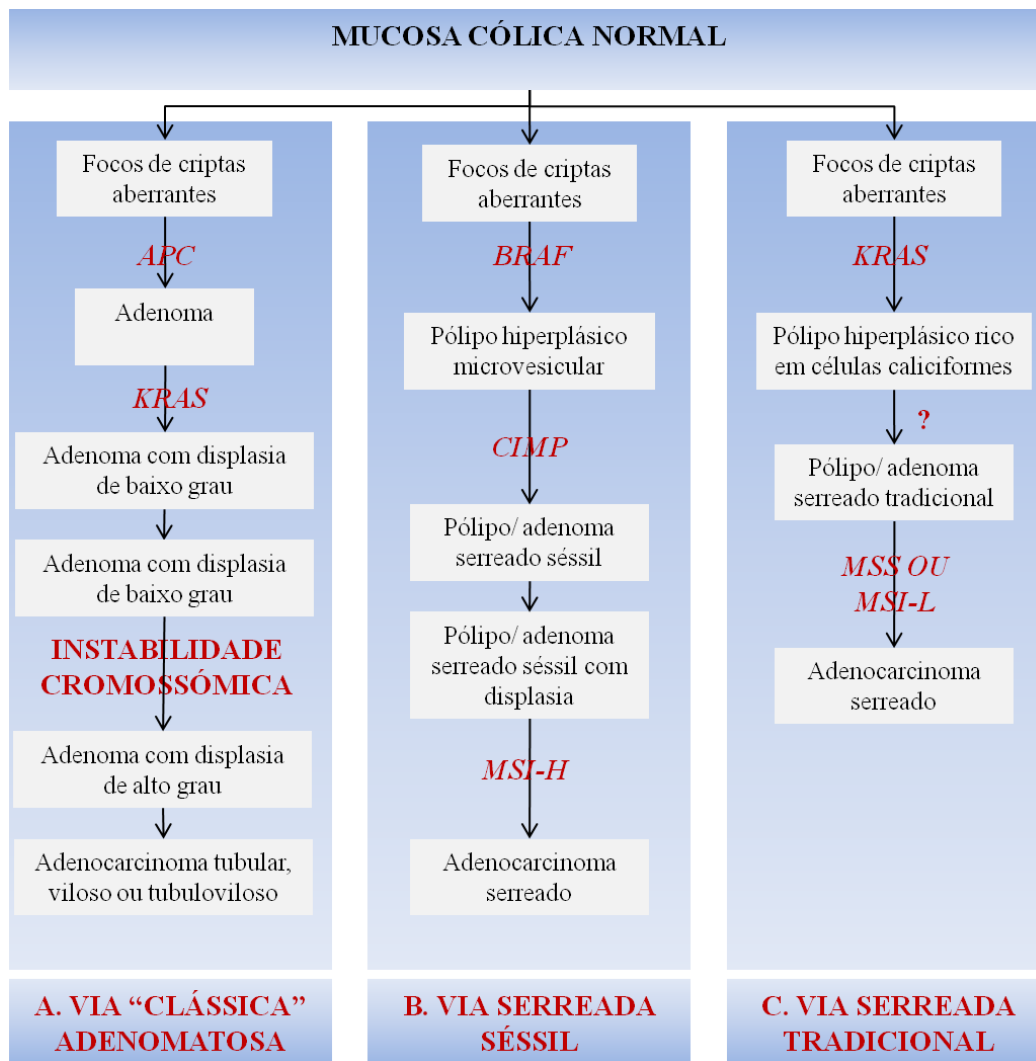 MUCOSA CÓLICA NORMAL
Focos de criptas
aberrantes
APC
Adenoma
KRAS
Adenoma com displasia
de baixo grau
Adenoma com displasia
de baixo grau
INSTABILIDADE
CROMOSSÓMICA
Adenoma com displasia
de alto grau
Adenocarcinoma tubular,
viloso ou tubuloviloso
A. VIA “CLÁSSICA”
ADENOMATOSA
Focos de criptas
aberrantes
BRAF
Pólipo hiperplásico
microvesicular
CIMP
Pólipo/ adenoma
serreado séssil
Pólipo/ adenoma
serreado séssil com
displasia
MSI-H
Adenocarcinoma
serreado
B. VIA SERREADA
SÉSSIL
Focos de criptas
aberrantes
KRAS
Pólipo hiperplásico rico
em células caliciformes
?
Pólipo/ adenoma
serreado tradicional
MSS OU
MSI-L
Adenocarcinoma
serreado
C. VIA SERREADA
TRADICIONAL